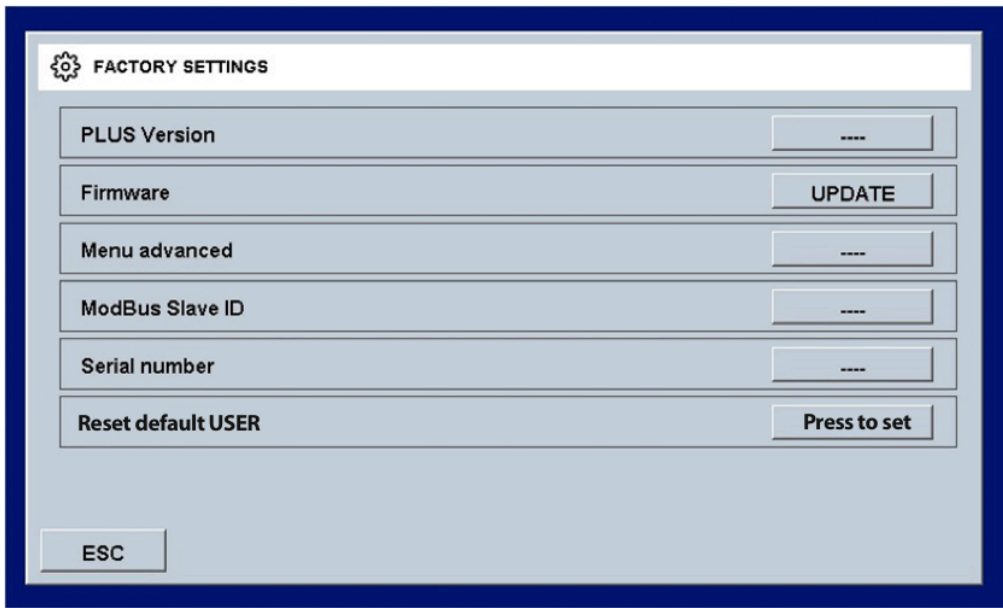 FACTORY SETTINGS
PLUS Version ----
Firmware UPDATE
Menu advanced ----
ModBus Slave ID ----
Serial number ----
Reset default USER Press to set
ESC